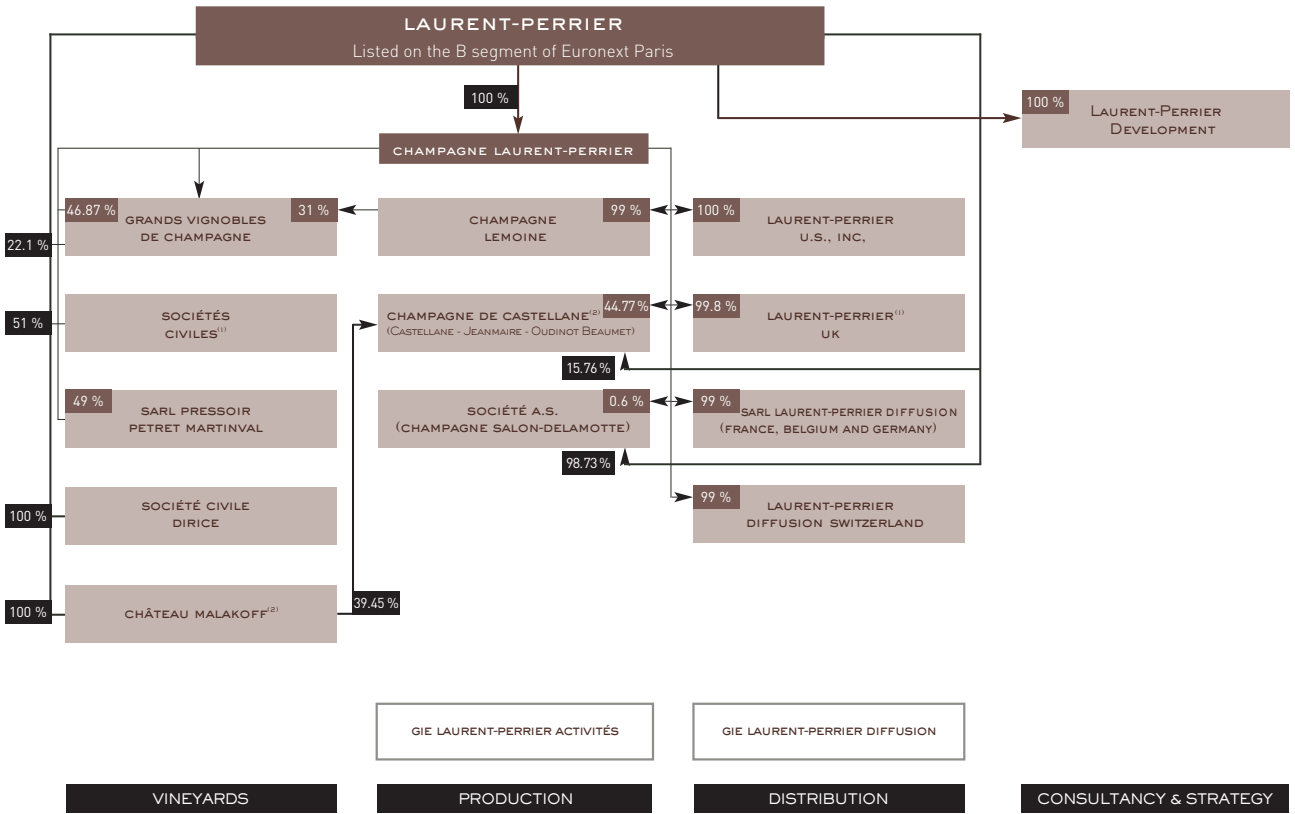 LAURENT-PERRIER
Listed on the B segment of Euronext Paris
100 %
100 %
LAURENT-PERRIER
DEVELOPMENT
CHAMPAGNE LAURENT-PERRIER
46.87 %
GRANDS VIGNOBLES
DE CHAMPAGNE
31 %
22.1 %
CHAMPAGNE
LEMOINE
99 %
100 %
LAURENT-PERRIER
U.S., INC,
51 %
SOCIÉTÉS
CIVILES(1)
CHAMPAGNE DE CASTELLANE(2)
(CASTELLANE - JEANMAIRE - OUDINOT BEAUMET)
44.77 %
99.8 %
LAURENT-PERRIER(1)
UK
15.76 %
49 %
SARL PRESSOIR
PETRET MARTINVAL
SOCIÉTÉ A.S.
(CHAMPAGNE SALON-DELAMOTTE)
0.6 %
99 %
SARL LAURENT-PERRIER DIFFUSION
(FRANCE, BELGIUM AND GERMANY)
98.73 %
100 %
SOCIÉTÉ CIVILE
DIRICE
99 %
LAURENT-PERRIER
DIFFUSION SWITZERLAND
100 %
CHÂTEAU MALAKOFF(2)
39.45 %
GIE LAURENT-PERRIER ACTIVITÉS
GIE LAURENT-PERRIER DIFFUSION
VINEYARDS
PRODUCTION
DISTRIBUTION
CONSULTANCY & STRATEGY